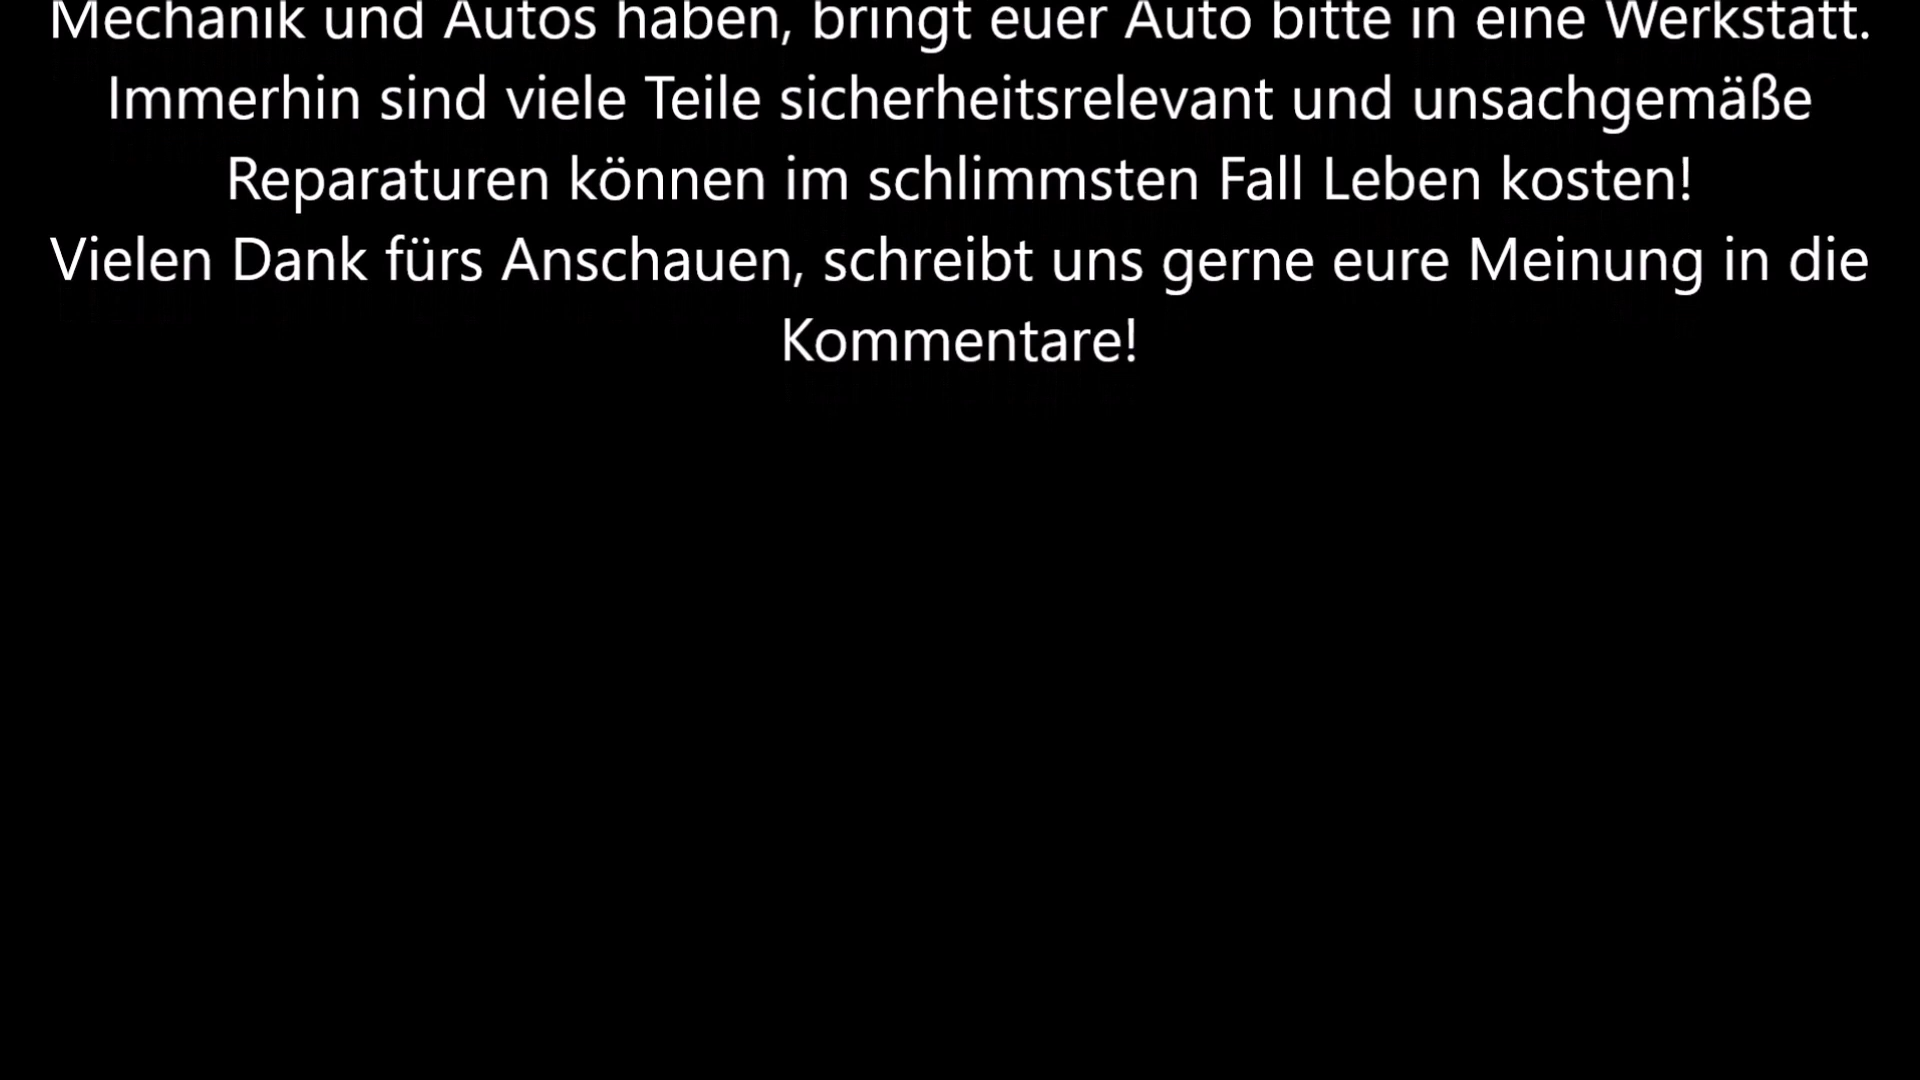 Mechanik und Autos haben, bringt euer Auto bitte in eine Werkstatt.
Immerhin sind viele Teile sicherheitsrelevant und unsachgemäße
Reparaturen können im schlimmsten Fall Leben kosten!
Vielen Dank fürs Anschauen, schreibt uns gerne eure Meinung in die
Kommentare!